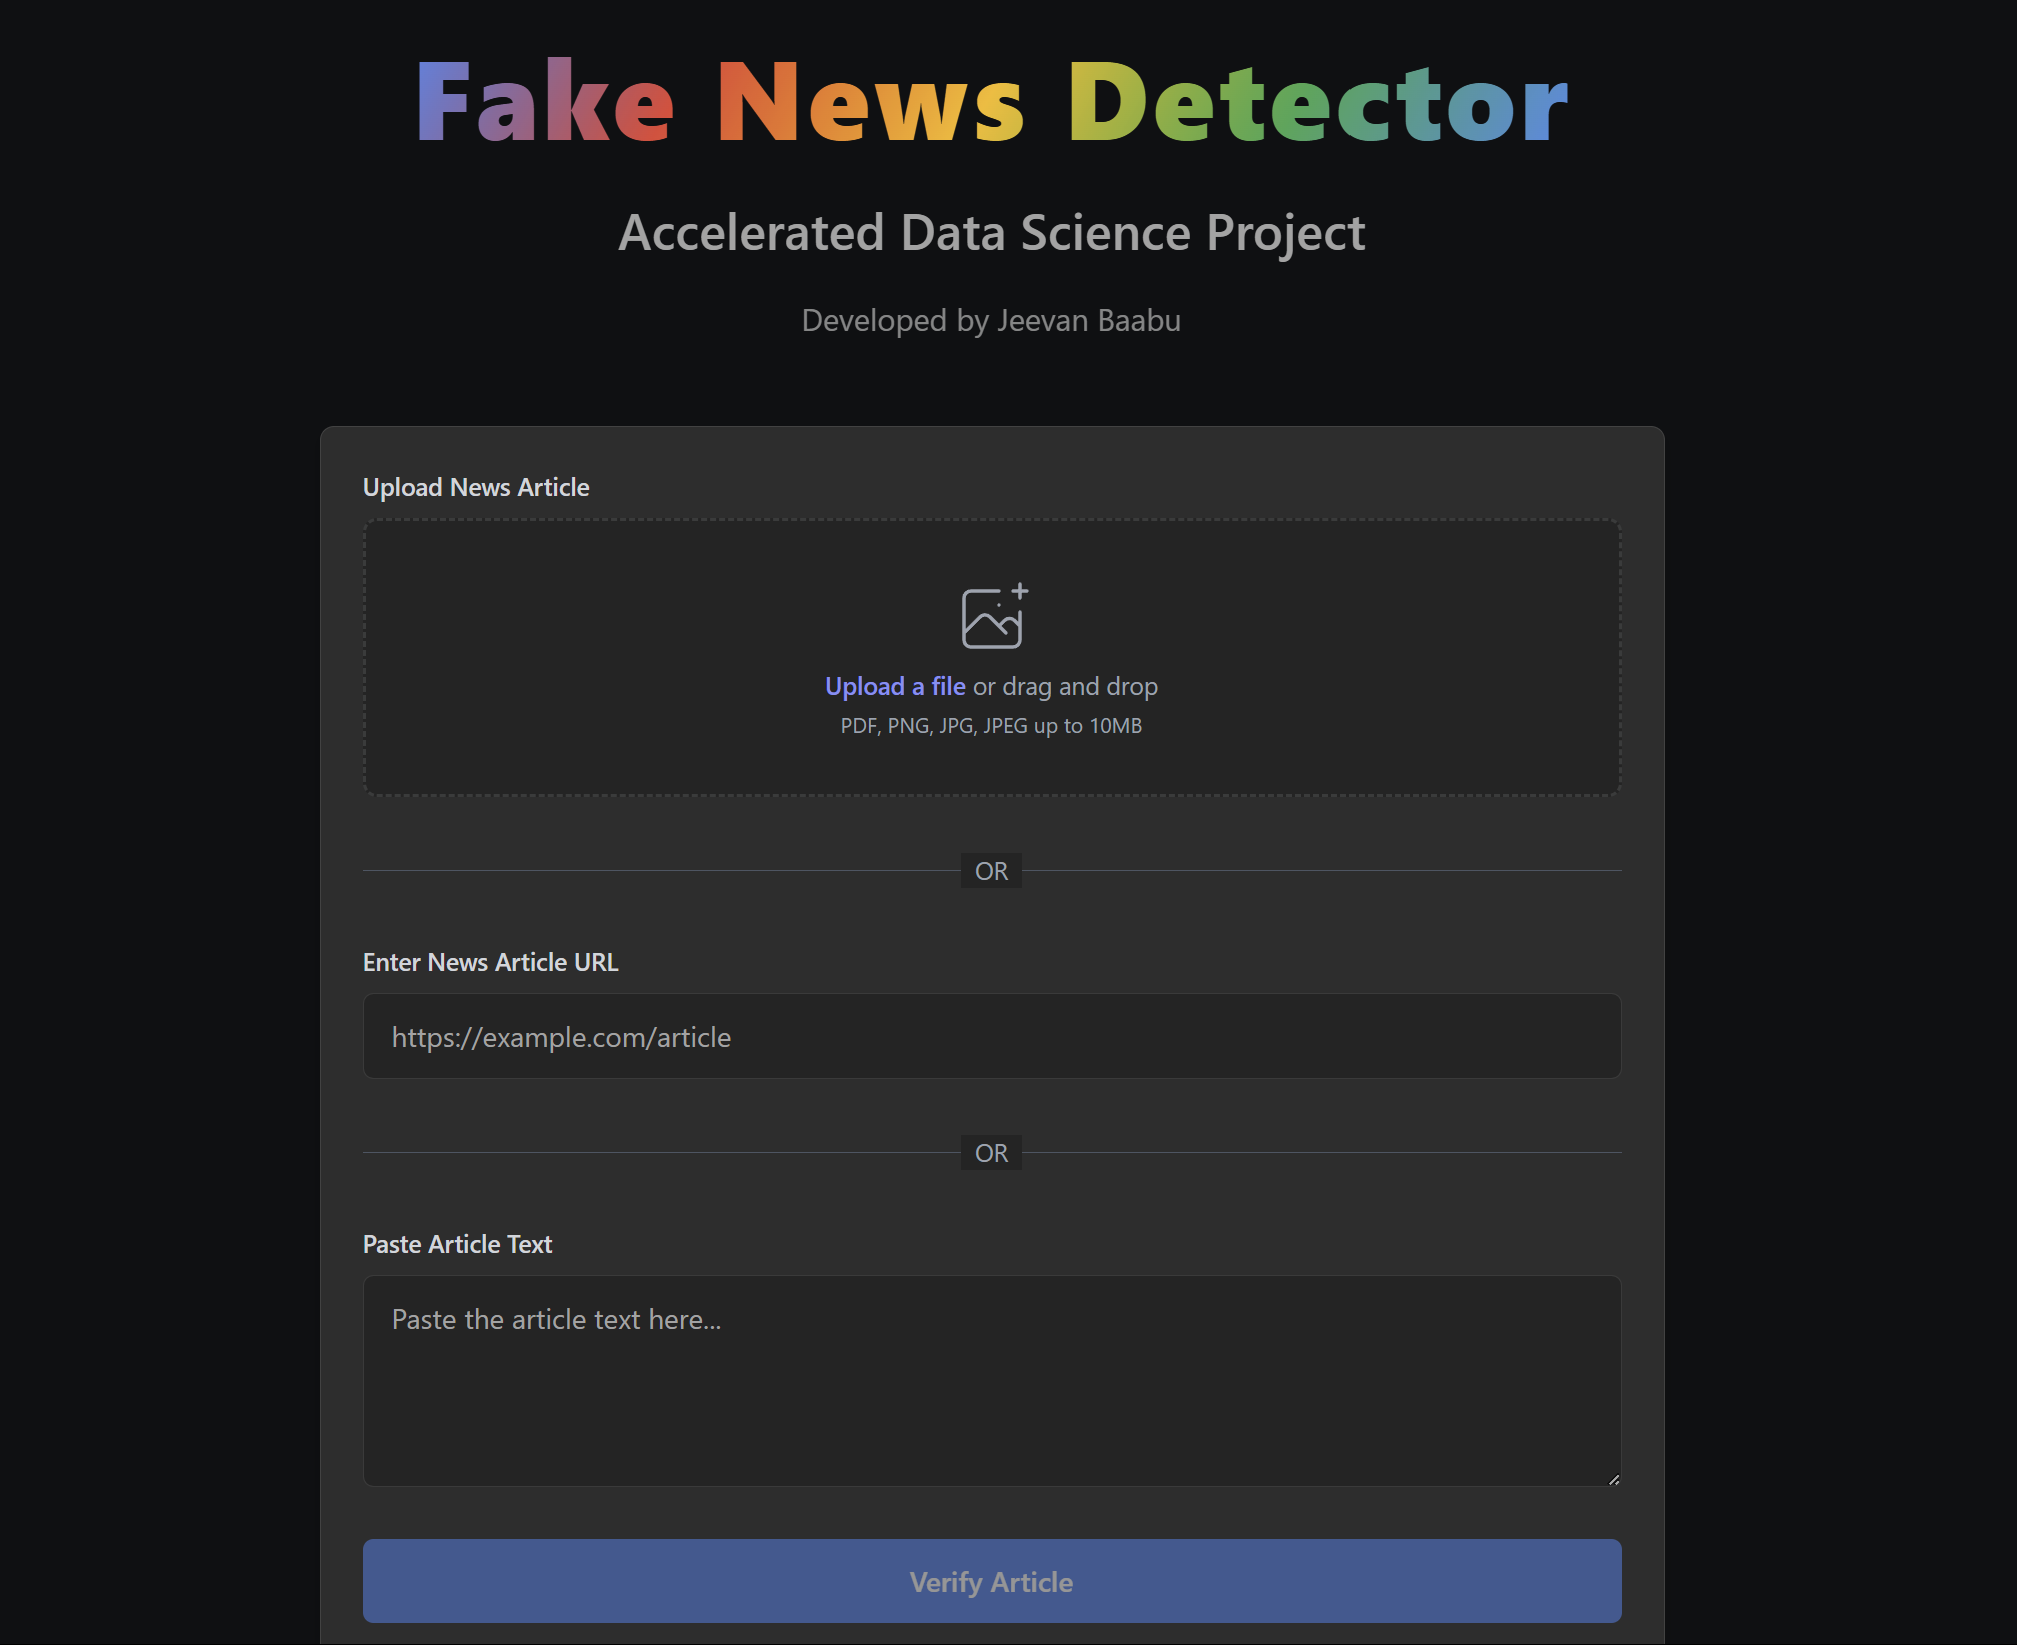 Fake News Detector
Accelerated Data Science Project
Developed by Jeevan Baabu
Upload News Article
Upload a file or drag and drop
PDF, PNG, JPG, JPEG up to 10MB
OR
Enter News Article URL
https://example.com/article
OR
Paste Article Text
Paste the article text here...
Verify Article